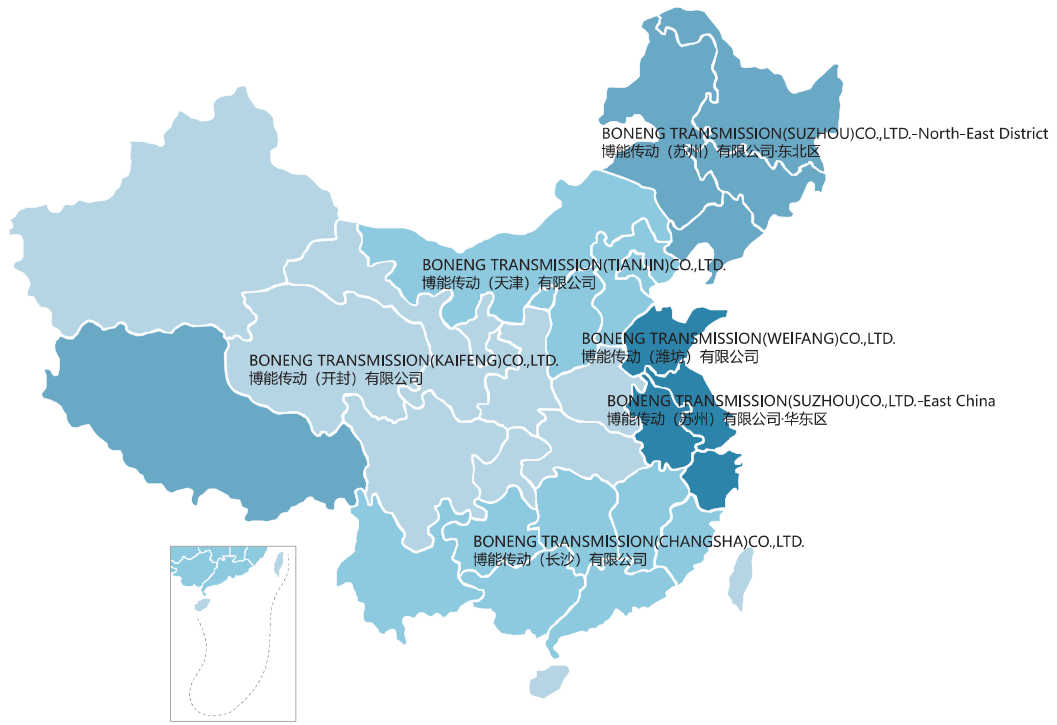 BONENG TRANSMISSION(SUZHOU)CO.,LTD.-North-East District
博能传动（苏州）有限公司·东北区
BONENG TRANSMISSION(TIANJIN)CO.,LTD.
博能传动（天津）有限公司
BONENG TRANSMISSION(WEIFANG)CO.,LTD.
博能传动（潍坊）有限公司
BONENG TRANSMISSION(KAIFENG)CO.,LTD.
博能传动（开封）有限公司
BONENG TRANSMISSION(SUZHOU)CO.,LTD.-East China
博能传动（苏州）有限公司·华东区
BONENG TRANSMISSION(CHANGSHA)CO.,LTD.
博能传动（长沙）有限公司